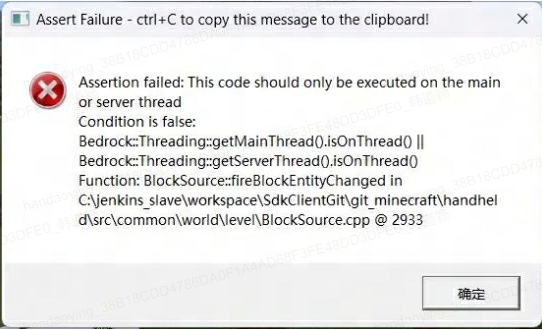 Assert Failure - ctrl+C to copy this message to the clipboard!
Assertion failed: This code should only be executed on the main
or server thread
Condition is false:
Bedrock::Threading::getMainThread().isOnThread() ||
Bedrock::Threading::getServerThread().isOnThread()
Function: BlockSource::fireBlockEntityChanged in
C:\jenkins_slave\workspace\SdkClientGit\git_minecraft\handhel
d\src\common\world\level\BlockSource.cpp @ 2933
确定